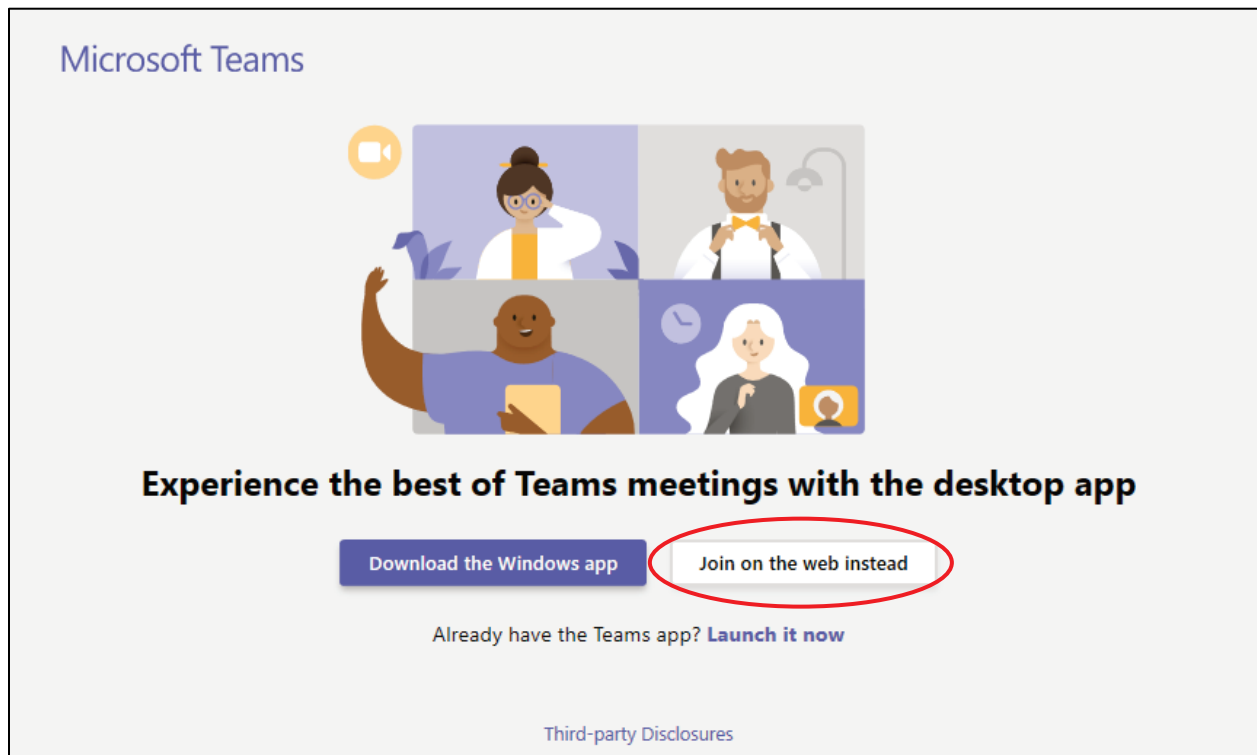 Microsoft Teams
Experience the best of Teams meetings with the desktop app
Download the Windows app
Join on the web instead
Already have the Teams app? Launch it now
Third-party Disclosures